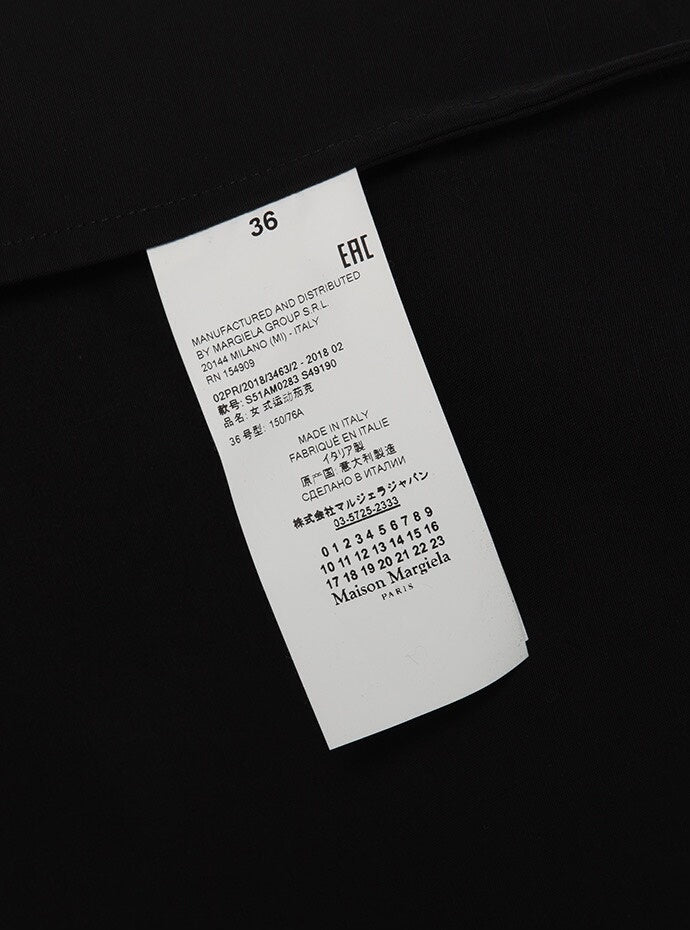 36
EAC
MANUFACTURED AND DISTRIBUTED
BY MARGIELA GROUP S.R.L.
20144 MILANO (MI) - ITALY
RN 154909
02PR/2018/3463/2 - 2018 02
款号: S51AM0283 S49190
品名: 女式运动茄克
36 号型: 150/76A
MADE IN ITALY
FABRIQUÉ EN ITALIE
イタリア製
原产国: 意大利製造
СДЕЛАНО В ИТАЛИИ
株式会社マルジェラジャパン
03-5725-2333
0 1 2 3 4 5 6 7 8 9
10 11 12 13 14 15 16
17 18 19 20 21 22 23
Maison Margiela
PARIS